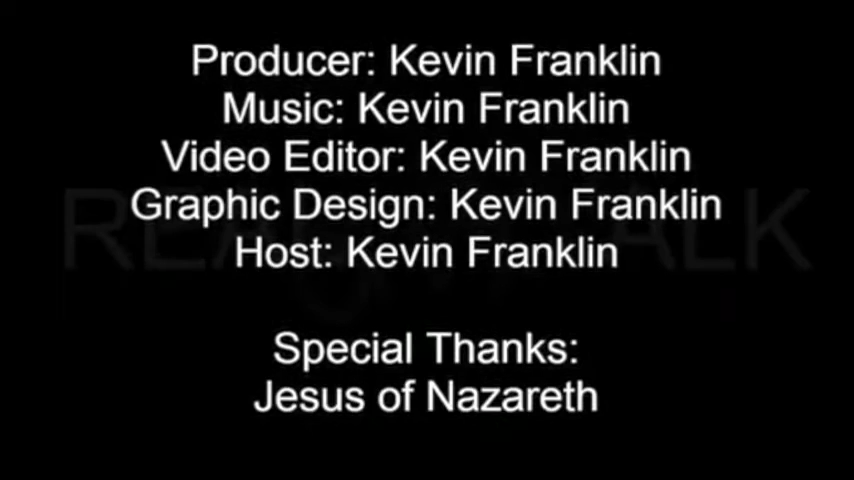 Producer: Kevin Franklin
Music: Kevin Franklin
Video Editor: Kevin Franklin
Graphic Design: Kevin Franklin
Host: Kevin Franklin
Special Thanks:
Jesus of Nazareth